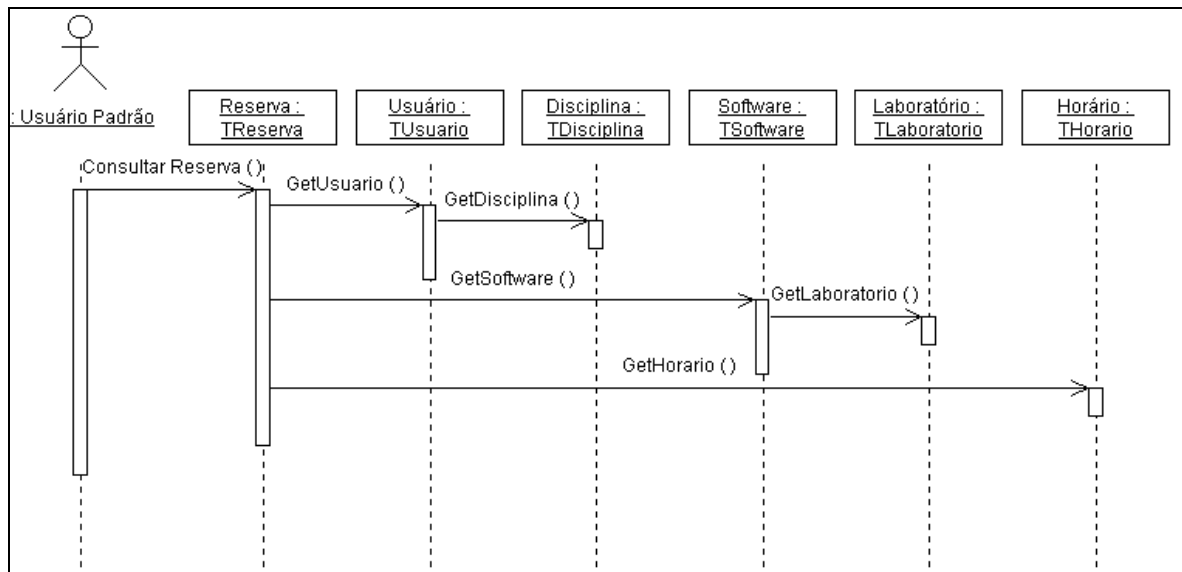 : Usuário Padrão
Reserva :
TReserva
Usuário :
TUsuario
Disciplina :
TDisciplina
Software :
TSoftware
Laboratório :
TLaboratorio
Horário :
THorario
Consultar Reserva ( )
GetUsuario ( )
GetDisciplina ( )
GetSoftware ( )
GetLaboratorio ( )
GetHorario ( )